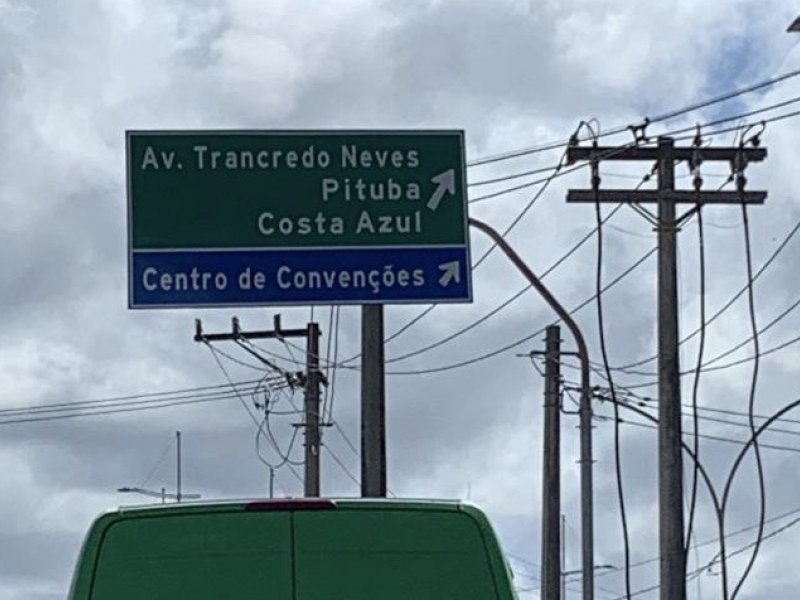 Av. Trancredo Neves
Pituba
Costa Azul
Centro de Convenções